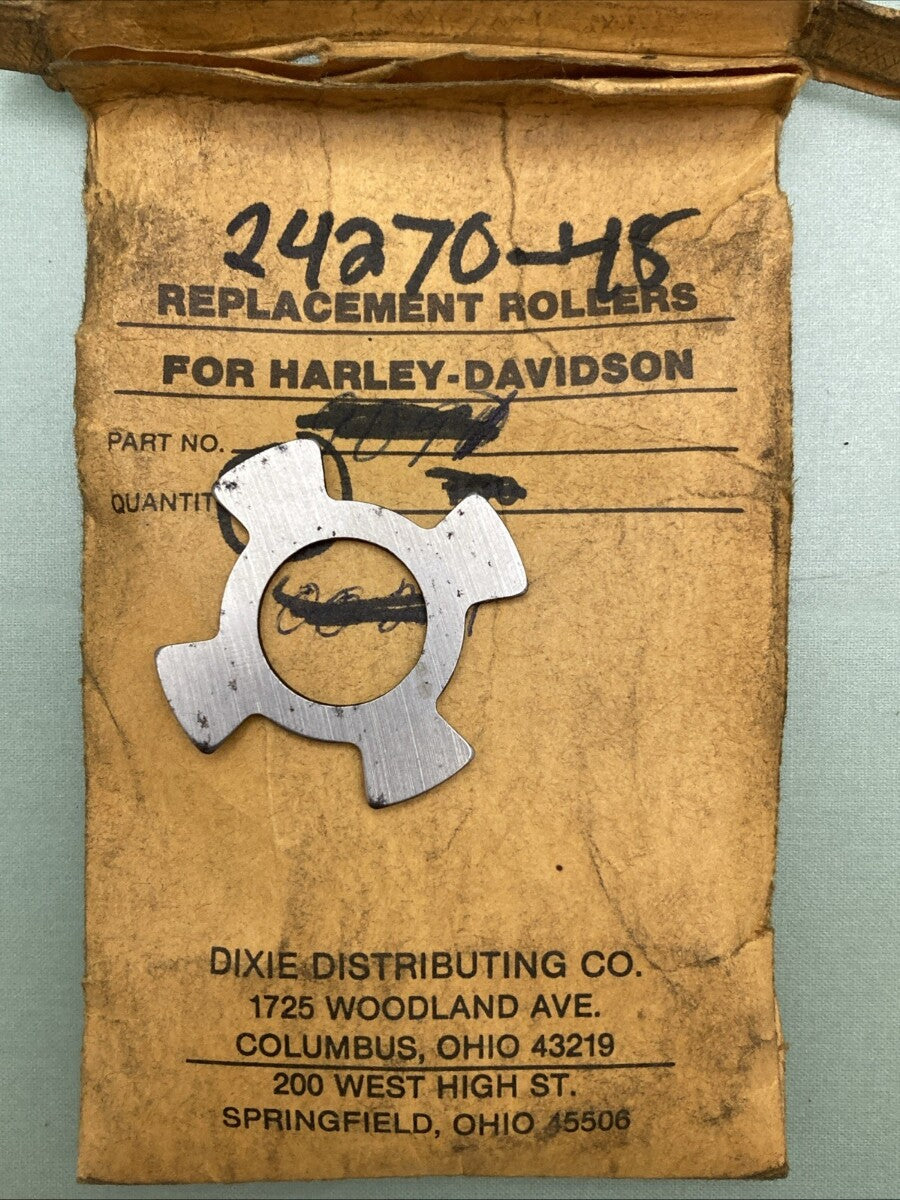 24270-48
REPLACEMENT ROLLERS
FOR HARLEY-DAVIDSON
PART NO.
QUANTIT
DIXIE DISTRIBUTING CO.
1725 WOODLAND AVE.
COLUMBUS, OHIO 43219
200 WEST HIGH ST.
SPRINGFIELD, OHIO 45506